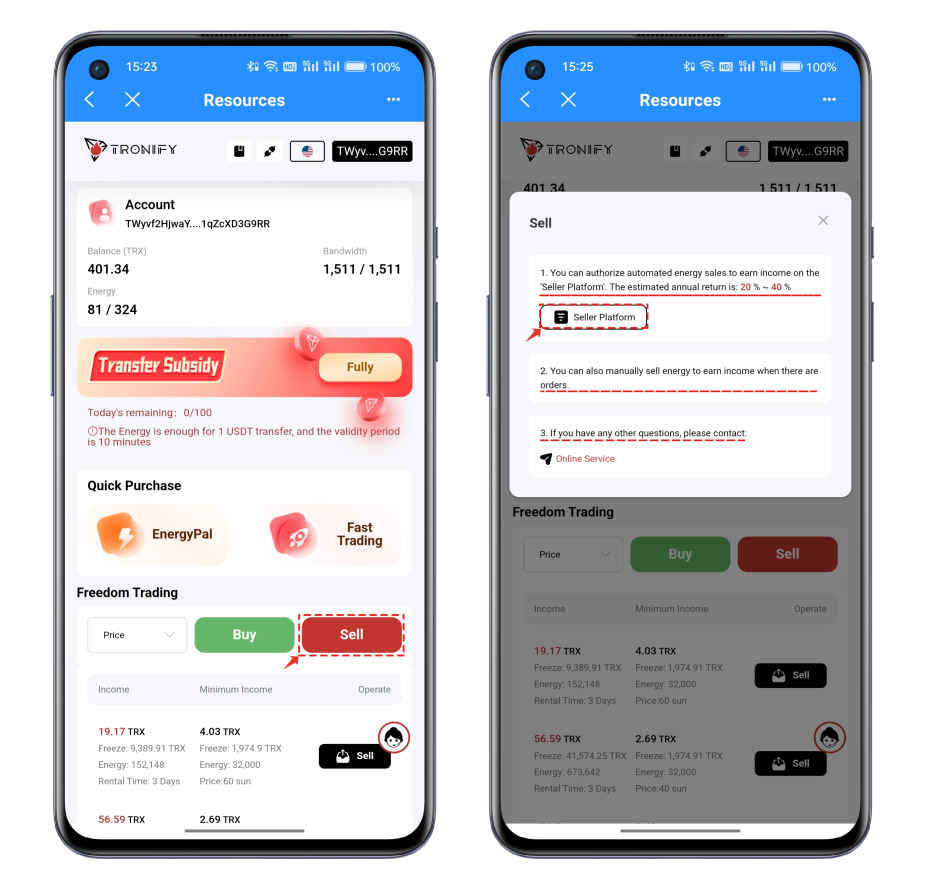 15:23
100%
Resources
TRONIFY
TWyv....G9RR
Account
TWyvf2HjwaY....1qZcXD3G9RR
Balance (TRX)
Bandwidth
401.34
1,511 / 1,511
Energy
81 / 324
Transfer Subsidy
Fully
Today's remaining: 0/100
The Energy is enough for 1 USDT transfer, and the validity period
is 10 minutes
Quick Purchase
EnergyPal
Fast
Trading
Freedom Trading
Price
Buy
Sell
Income
Minimum Income
Operate
19.17 TRX
4.03 TRX
Freeze: 9,389.91 TRX
Freeze: 1,974.9 TRX
Energy: 152,148
Energy: 32,000
Sell
Rental Time: 3 Days
Price:60 sun
56.59 TRX
2.69 TRX
15:25
100%
Resources
TRONIFY
TWyv....G9RR
401.34
1,511 / 1,511
Sell
1. You can authorize automated energy sales to earn income on the
'Seller Platform'. The estimated annual return is: 20 % ~ 40 %
Seller Platform
2. You can also manually sell energy to earn income when there are
orders.
3. If you have any other questions, please contact:
Online Service
Freedom Trading
Price
Buy
Sell
Income
Minimum Income
Operate
19.17 TRX
4.03 TRX
Freeze: 9,389.91 TRX
Freeze: 1,974.91 TRX
Sell
Energy: 152,148
Energy: 32,000
Rental Time: 3 Days
Price:60 sun
56.59 TRX
2.69 TRX
Freeze: 41,574.25 TRX
Freeze: 1,974.91 TRX
Sell
Energy: 673,642
Energy: 32,000
Rental Time: 3 Days
Price:40 sun